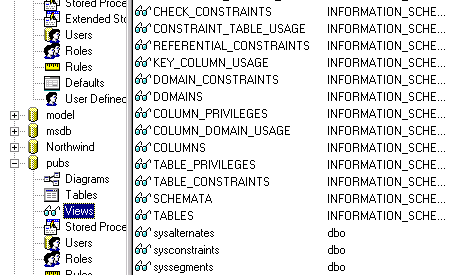 Stored Proce
Extended Sto
Users
Roles
Rules
Defaults
User Defined
model
msdb
Northwind
pubs
Diagrams
Tables
Views
Stored Proce
Users
Roles
Rules
CHECK_CONSTRAINTS INFORMATION_SCHE...
CONSTRAINT_TABLE_USAGE INFORMATION_SCHE...
REFERENTIAL_CONSTRAINTS INFORMATION_SCHE...
KEY_COLUMN_USAGE INFORMATION_SCHE...
DOMAIN_CONSTRAINTS INFORMATION_SCHE...
DOMAINS INFORMATION_SCHE...
COLUMN_PRIVILEGES INFORMATION_SCHE...
COLUMN_DOMAIN_USAGE INFORMATION_SCHE...
COLUMNS INFORMATION_SCHE...
TABLE_PRIVILEGES INFORMATION_SCHE...
TABLE_CONSTRAINTS INFORMATION_SCHE...
SCHEMATA INFORMATION_SCHE...
TABLES INFORMATION_SCHE...
sysalternates dbo
sysconstraints dbo
syssegments dbo